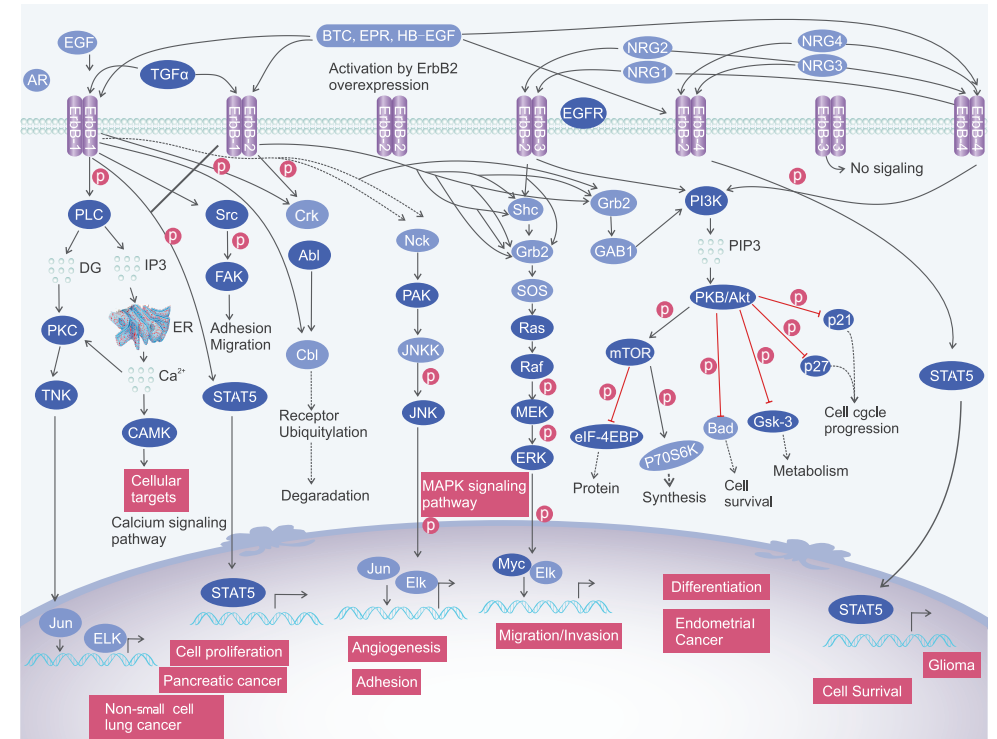 BTC, EPR, HB-EGF
EGF
AR
TGFα
Activation by ErbB2
overexpression
NRG2
NRG1
NRG4
NRG3
EGFR
ErbB-1
ErbB-1
ErbB-1
ErbB2
ErbB-2
ErbB-2
ErbB-2
ErbB-3
ErbB-2
ErbB-4
ErbB-3
ErbB-3
ErbB-4
ErbB-4
No sigaling
p
p
p
p
p
p
PLC
Src
Crk
Nck
Shc
Grb2
PI3K
DG
IP3
FAK
Abl
Grb2
GAB1
PIP3
ER
PKC
Adhesion
Migration
PAK
SOS
PKB/Akt
p
p
p
p21
Ras
JNKK
Cbl
Raf
mTOR
p27
Ca²⁺
TNK
STAT5
p
p
p
p
p
p
JNK
MEK
STAT5
Receptor
Ubiquitylation
CAMK
p
eIF-4EBP
Bad
Gsk-3
Cell cgcle
progression
ERK
P70S6K
Metabolism
Cellular
targets
Degaradation
MAPK signaling
pathway
Protein
Synthesis
Cell
survival
Calcium signaling
pathway
p
p
Jun
Elk
Myc
Elk
STAT5
Jun
ELK
STAT5
Differentiation
Endometrial
Cancer
Migration/Invasion
Angiogenesis
Adhesion
Cell proliferation
Pancreatic cancer
Non-small cell
lung cancer
Glioma
Cell Surrival